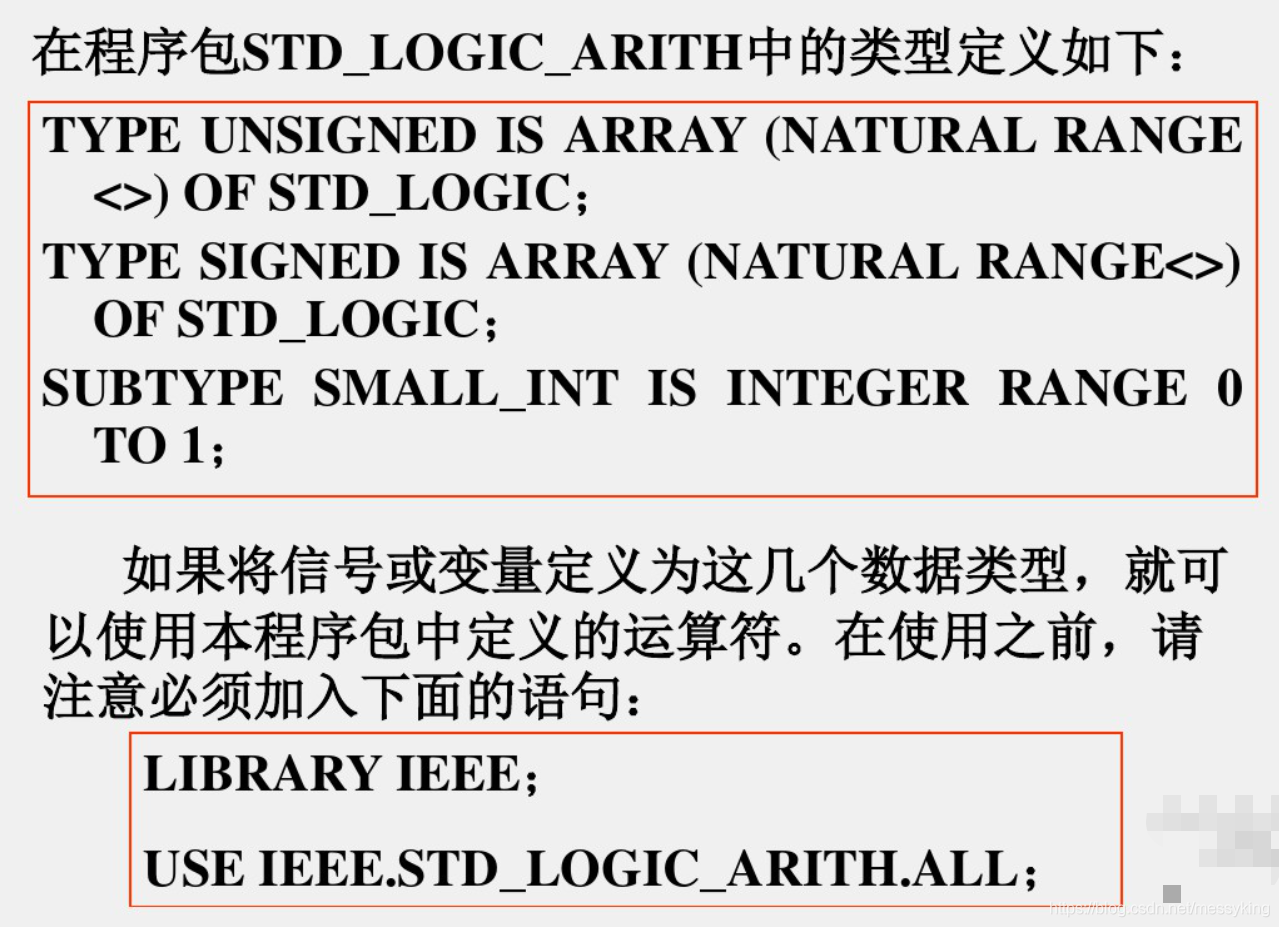 在程序包STD_LOGIC_ARITH中的类型定义如下：
TYPE UNSIGNED IS ARRAY (NATURAL RANGE
<>) OF STD_LOGIC；
TYPE SIGNED IS ARRAY (NATURAL RANGE<>)
OF STD_LOGIC；
SUBTYPE SMALL_INT IS INTEGER RANGE 0
TO 1；
如果将信号或变量定义为这几个数据类型，就可
以使用本程序包中定义的运算符。在使用之前，请
注意必须加入下面的语句：
LIBRARY IEEE；
USE IEEE.STD_LOGIC_ARITH.ALL；
https://blog.csdn.net/messyking